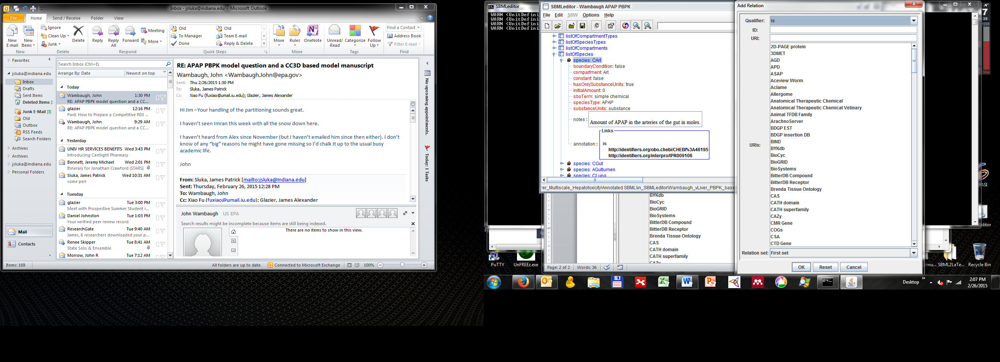 Inbox - jsluka@indiana.edu - Microsoft Outlook
File Home Send / Receive Folder View
New E-mail
New Items
New
Ignore
Clean Up
Junk
Delete
Delete
Reply
Reply All
Forward
Meeting
More
Respond
Old
To Manager
Done
Old
Team E-mail
Reply & Delete
Quick Steps
Move
Rules
OneNote
Move
Unread/ Read
Categorize
Follow Up
Tags
Find a Contact
Address Book
Filter E-mail
Find
Favorites
jsluka@indiana.edu
Inbox
Drafts
Sent Items
Deleted Items
Junk E-Mail [3]
Old
Outbox
RSS Feeds
Search Folders
Archives
Archives
jsluka@indiana.edu
Personal Folders
Mail
Contacts
Search Inbox (Ctrl+E)
Arrange By: Date Newest on top
Today
Wambaugh, John 1:30 PM
RE: APAP PBPK model question and a CC...
glazier 12:16 PM
Fwd: How to Prepare a Competitive R03 ...
Wambaugh, John 9:29 AM
RE: APAP PBPK model question and a CC...
Yesterday
UNIV HR SERVICES BENEFITS Wed 3:43 PM
Introducing Castlight Pharmacy
Bennett, Jeremy Michael Wed 2:01 PM
Itinerary for Jonathan Crawford (STARS)
Sluka, James Patrick Wed 10:31 AM
some perl
Tuesday
glazier Tue 3:00 PM
Meet with Prospective Summer Student i...
Daniel Johnston Tue 1:03 PM
Your verified peer review record
ResearchGate Tue 9:40 AM
James, 6 researchers downloaded your p...
Renee Skipper Tue 8:41 AM
State Solo & Ensemble
Morrow, John R Tue 7:12 AM
RE: APAP PBPK model question and a CC3D based model manuscript
Wambaugh, John <Wambaugh.John@epa.gov>
Sent: Thu 2/26/2015 1:30 PM
To: Sluka, James Patrick
Cc: Xiao Fu (fuxiao@umail.iu.edu); Glazier, James Alexander
Hi Jim –Your handling of the partitioning sounds great.
I haven't seen Imran this week with all the snow down here.
I haven't heard from Alex since November (but I haven't emailed him since then either). I don't
know of any "big" reasons he might have gone missing so I'd chalk It up to the usual busy
academic life.
John
From: Sluka, James Patrick [mailto:jsluka@indiana.edu]
Sent: Thursday, February 26, 2015 12:28 PM
To: Wambaugh, John
Cc: Xiao Fu (fuxiao@umail.iu.edu); Glazier, James Alexander
John Wambaugh US EPA
Search results might be incomplete because items are still being indexed.
There are no items to show in this view.
No upcoming appointments.
Today: 1 Tasks
Items: 169
All folders are up to date. Connected to Microsoft Exchange 100%
SBMLeditor
WARN <UnitDefini
WARN <UnitDefini
WARN <UnitDefini
WARN <UnitDefini
SBMLeditor - Wambaugh APAP PBPK
File Edit SBW Options Help
listOfCompartmentTypes
listOfSpeciesTypes
listOfCompartments
listOfSpecies
species: CArt
boundaryCondition: false
compartment: Art
constant: false
hasOnlySubstanceUnits: true
initialAmount: 0
sboTerm: simple chemical
speciesType: APAP
substanceUnits: substance
notes :
Amount of APAP in the arteries of the gut in moles.
Links
annotation :
is
http://identifiers.org/obo.chebi/CHEBI%3A46195
http://identifiers.org/interpro/IPR009106
species: CGut
species: AGutlumen
species: CLung
er_Multiscale_Hepatotoxicity\Annotated SBML\in_SBMLeditor\Wambaugh_vLiver_PBPK_base
BYKdb
BioCyc
BioGRID
BioSystems
BitterDB Compound
BitterDB Receptor
Brenda Tissue Ontology
CAS
CATH domain
CATH superfamily
CAZy
Page: 2 of 2 Words: 36
Add Relation
Qualifier: is
ID:
URI:
URIs:
2D-PAGE protein
3DMET
AGD
APD
ASAP
Aceview Worm
Aclame
Allergome
Anatomical Therapeutic Chemical
Anatomical Therapeutic Chemical Vetinary
Animal TFDB Family
ArachnoServer
BDGP EST
BDGP insertion DB
BIND
BYKdb
BioCyc
BioGRID
BioSystems
BitterDB Compound
BitterDB Receptor
Brenda Tissue Ontology
CAS
CATH domain
CATH superfamily
CAZy
CMR Gene
COGs
CSA
CTD Gene
Relation set: First set
OK Reset Cancel
7
:39
1235
2604
ASI
ditor
PuTTY
UnFREEz.exe
imu...
SBML2LaTe...
Recycle Bin
Desktop
2:07 PM
2/26/2015